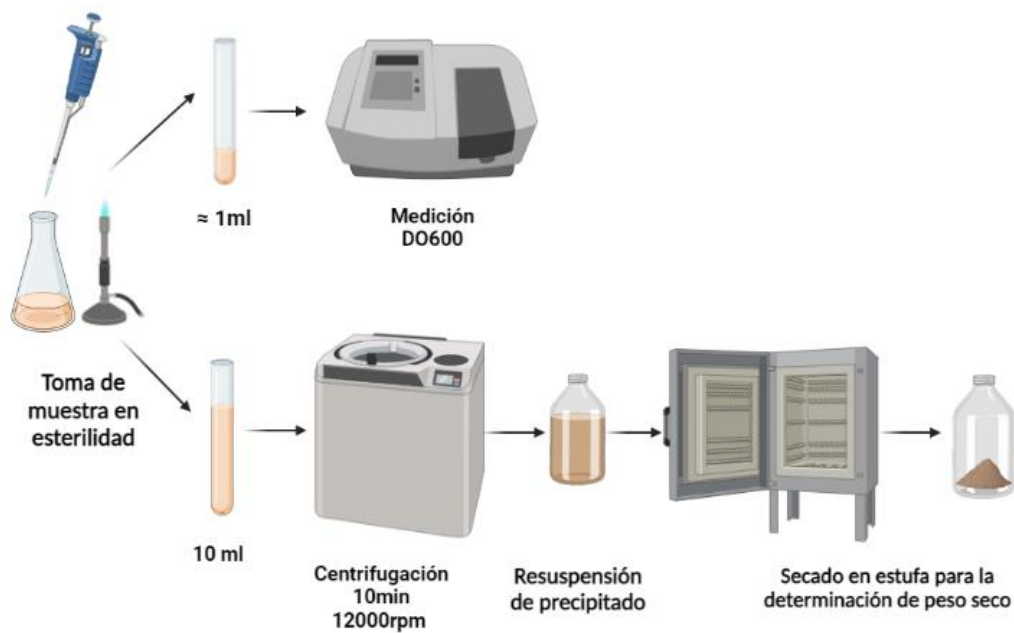 ≈ 1ml
Medición
DO600
Toma de
muestra en
esterilidad
10 ml
Centrifugación
10min
12000rpm
Resuspensión
de precipitado
Secado en estufa para la
determinación de peso seco